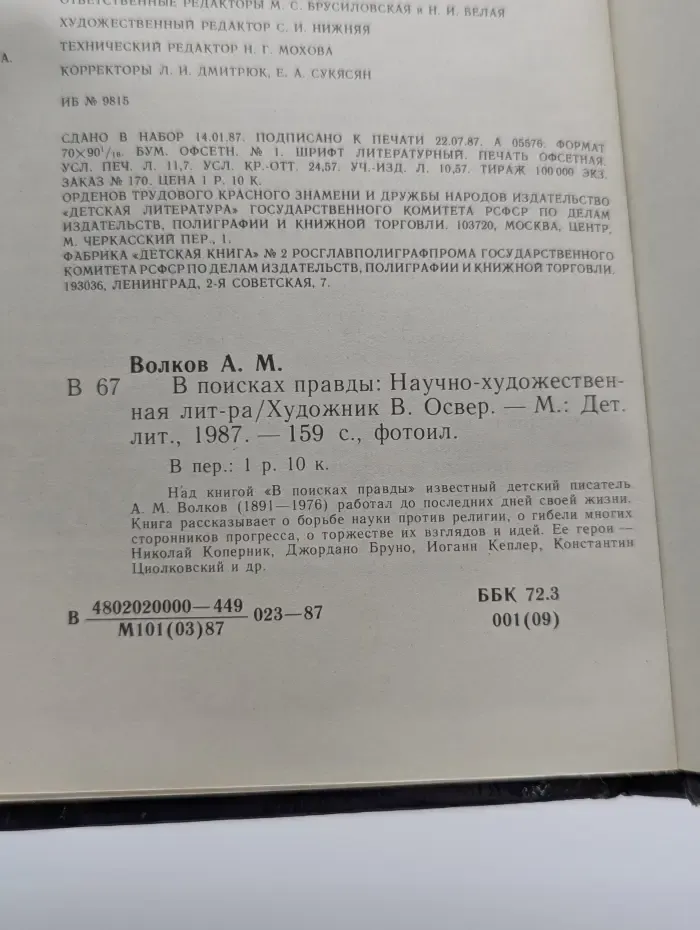 ОТВЕТСТВЕННЫЕ РЕДАКТОРЫ М. С. БРУСИЛОВСКАЯ и Н. И. БЕЛАЯ
ХУДОЖЕСТВЕННЫЙ РЕДАКТОР С. И. НИЖНЯЯ
ТЕХНИЧЕСКИЙ РЕДАКТОР Н. Г. МОХОВА
А.
КОРРЕКТОРЫ Л. И. ДМИТРЮК, Е. А. СУКЯСЯН
ИБ № 9815
СДАНО В НАБОР 14.01.87. ПОДПИСАНО К ПЕЧАТИ 22.07.87. А 05576. ФОРМАТ
70×90¹/₁₆. БУМ. ОФСЕТН. № 1. ШРИФТ ЛИТЕРАТУРНЫЙ. ПЕЧАТЬ ОФСЕТНАЯ.
УСЛ. ПЕЧ. Л. 11,7. УСЛ. КР.-ОТТ. 24,57. УЧ.-ИЗД. Л. 10,57. ТИРАЖ 100 000 ЭКЗ.
ЗАКАЗ № 170. ЦЕНА 1 Р. 10 К.
ОРДЕНОВ ТРУДОВОГО КРАСНОГО ЗНАМЕНИ И ДРУЖБЫ НАРОДОВ ИЗДАТЕЛЬСТВО
«ДЕТСКАЯ ЛИТЕРАТУРА» ГОСУДАРСТВЕННОГО КОМИТЕТА РСФСР ПО ДЕЛАМ
ИЗДАТЕЛЬСТВ, ПОЛИГРАФИИ И КНИЖНОЙ ТОРГОВЛИ. 103720, МОСКВА, ЦЕНТР,
М. ЧЕРКАССКИЙ ПЕР., 1.
ФАБРИКА «ДЕТСКАЯ КНИГА» № 2 РОСГЛАВПОЛИГРАФПРОМА ГОСУДАРСТВЕННОГО
КОМИТЕТА РСФСР ПО ДЕЛАМ ИЗДАТЕЛЬСТВ, ПОЛИГРАФИИ И КНИЖНОЙ ТОРГОВЛИ.
193036, ЛЕНИНГРАД, 2-Я СОВЕТСКАЯ, 7.
Волков А. М.
В 67 В поисках правды: Научно-художествен-
ная лит-ра/Художник В. Освер. — М.: Дет.
лит., 1987. — 159 с., фотоил.
В пер.: 1 р. 10 к.
Над книгой «В поисках правды» известный детский писатель
А. М. Волков (1891—1976) работал до последних дней своей жизни.
Книга рассказывает о борьбе науки против религии, о гибели многих
сторонников прогресса, о торжестве их взглядов и идей. Ее герои —
Николай Коперник, Джордано Бруно, Иоганн Кеплер, Константин
Циолковский и др.
4802020000—449
В 023—87
М101(03)87
ББК 72.3
001(09)